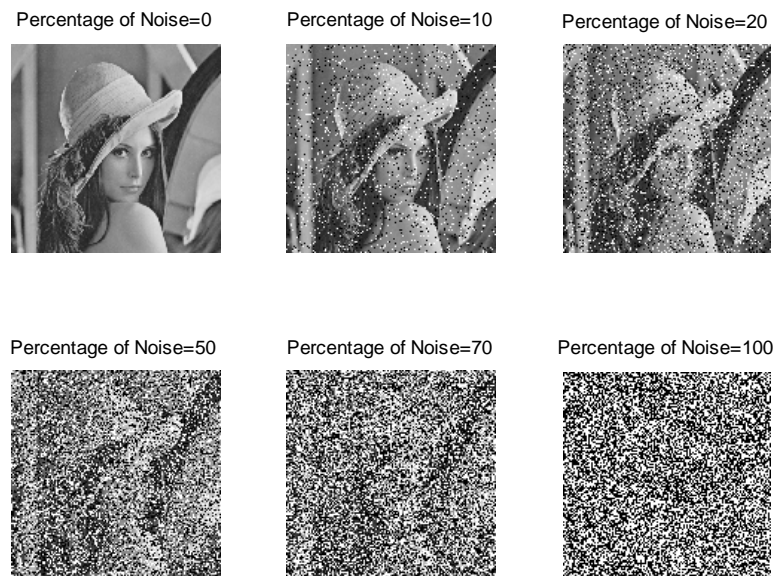 Percentage of Noise=0
Percentage of Noise=10
Percentage of Noise=20
Percentage of Noise=50
Percentage of Noise=70
Percentage of Noise=100